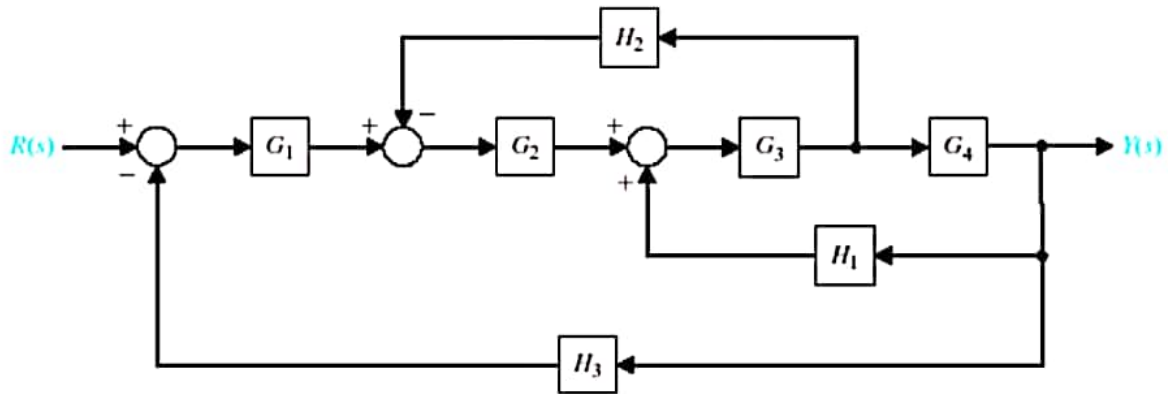 H₂
R(s) + − G₁ + − G₂ + + G₃ G₄ Y(s)
H₁
H₃